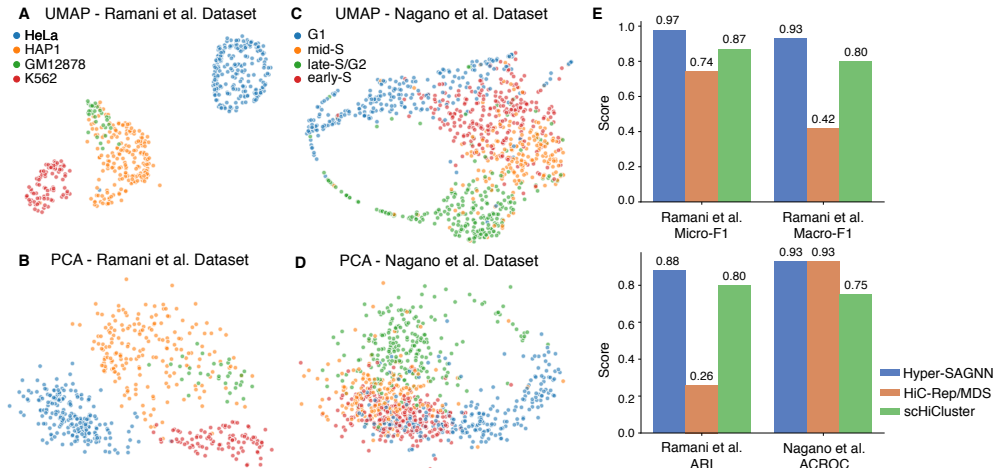 A UMAP - Ramani et al. Dataset
HeLa
HAP1
GM12878
K562
C UMAP - Nagano et al. Dataset
G1
mid-S
late-S/G2
early-S
B PCA - Ramani et al. Dataset
D PCA - Nagano et al. Dataset
E
Score
1.0
0.8
0.6
0.4
0.2
0.0
0.97
0.74
0.87
0.93
0.42
0.80
Ramani et al.
Micro-F1
Ramani et al.
Macro-F1
Score
0.8
0.6
0.4
0.2
0.0
0.88
0.26
0.80
0.93
0.93
0.75
Ramani et al.
ARI
Nagano et al.
ACROC
Hyper-SAGNN
HiC-Rep/MDS
scHiCluster